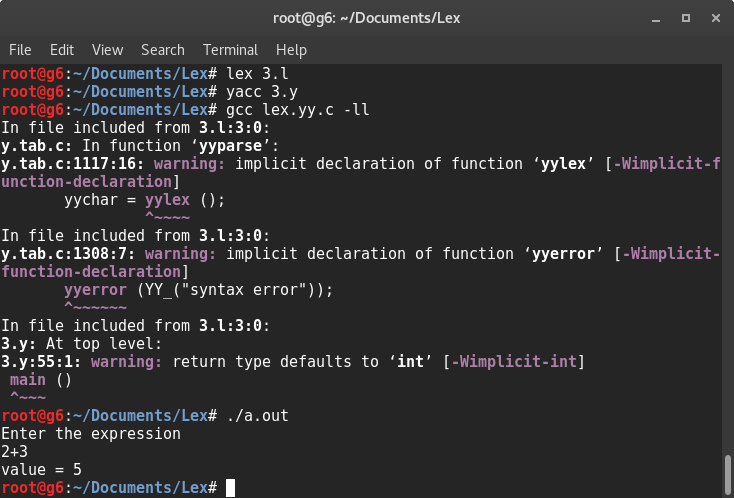 root@g6: ~/Documents/Lex
File Edit View Search Terminal Help
root@g6:~/Documents/Lex# lex 3.l
root@g6:~/Documents/Lex# yacc 3.y
root@g6:~/Documents/Lex# gcc lex.yy.c -ll
In file included from 3.l:3:0:
y.tab.c: In function ‘yyparse’:
y.tab.c:1117:16: warning: implicit declaration of function ‘yylex’ [-Wimplicit-f
unction-declaration]
       yychar = yylex ();
                ^~~~~
In file included from 3.l:3:0:
y.tab.c:1308:7: warning: implicit declaration of function ‘yyerror’ [-Wimplicit-
function-declaration]
       yyerror (YY_("syntax error"));
       ^~~~~~~
In file included from 3.l:3:0:
3.y: At top level:
3.y:55:1: warning: return type defaults to ‘int’ [-Wimplicit-int]
 main ()
 ^~~~
root@g6:~/Documents/Lex# ./a.out
Enter the expression
2+3
value = 5
root@g6:~/Documents/Lex#